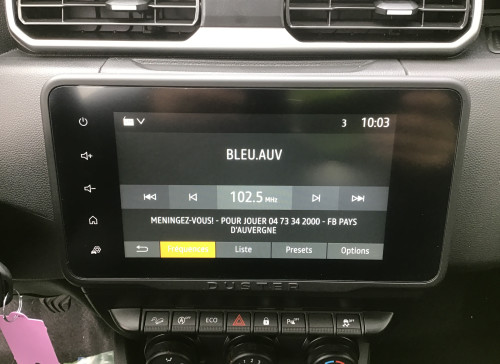 3 10:03
BLEU.AUV
102.5 MHz
MENINGEZ-VOUS! - POUR JOUER 04 73 34 2000 - FB PAYS
D'AUVERGNE
Fréquences Liste Presets Options
DUSTER
ECO